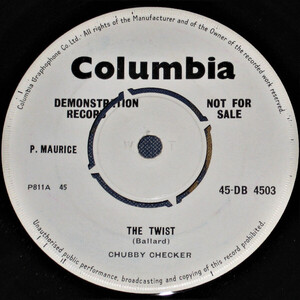 All Rights of the Manufacturer and of the Owner of the recorded work reserved.
Columbia Graphophone Co. Ltd.
Columbia
DEMONSTRATION RECORD
NOT FOR SALE
P. MAURICE
P811A 45
45-DB 4503
THE TWIST
(Ballard)
CHUBBY CHECKER
Unauthorised public performance, broadcasting and copying of this record prohibited.